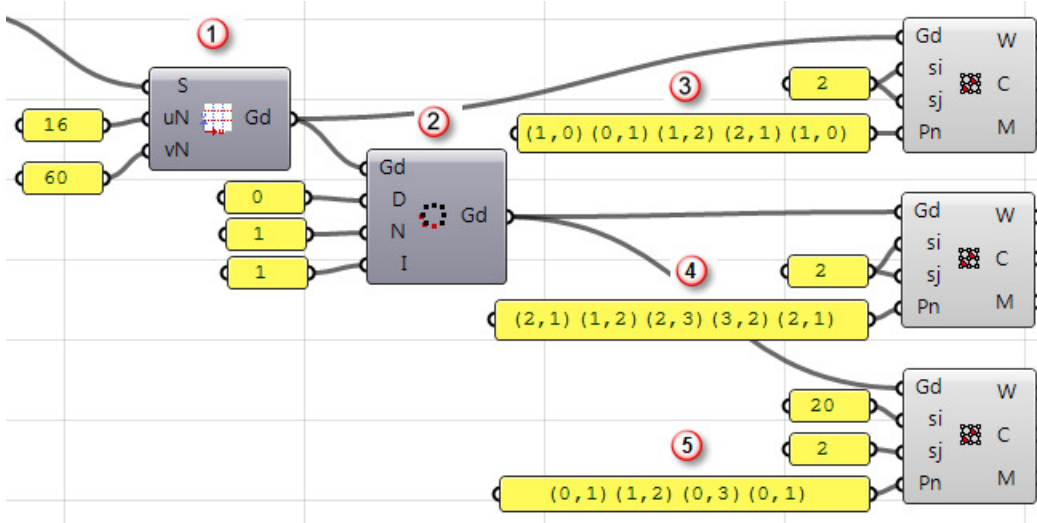 1
S
uN
vN
Gd
16
60
2
Gd
D
N
I
Gd
0
1
1
3
2
(1,0)(0,1)(1,2)(2,1)(1,0)
Gd
si
sj
Pn
W
C
M
4
2
(2,1)(1,2)(2,3)(3,2)(2,1)
Gd
si
sj
Pn
W
C
M
5
20
2
(0,1)(1,2)(0,3)(0,1)
Gd
si
sj
Pn
W
C
M